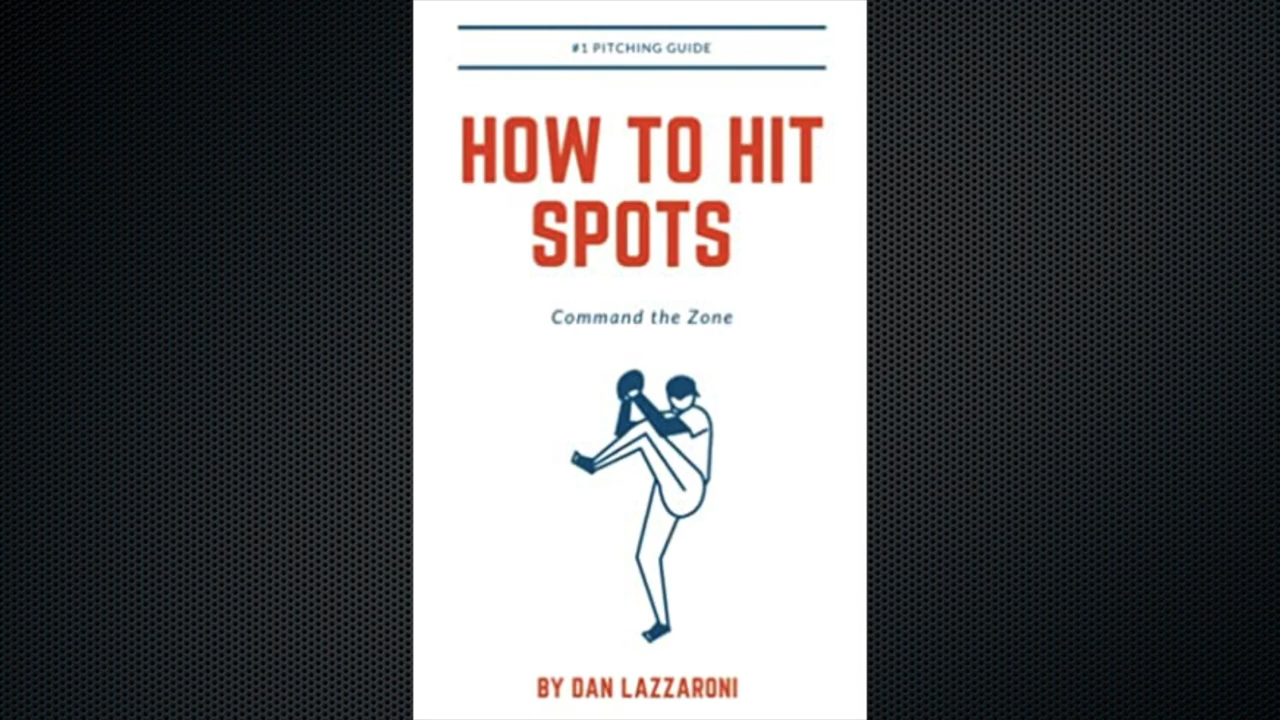 #1 PITCHING GUIDE
HOW TO HIT
SPOTS
Command the Zone
BY DAN LAZZARONI